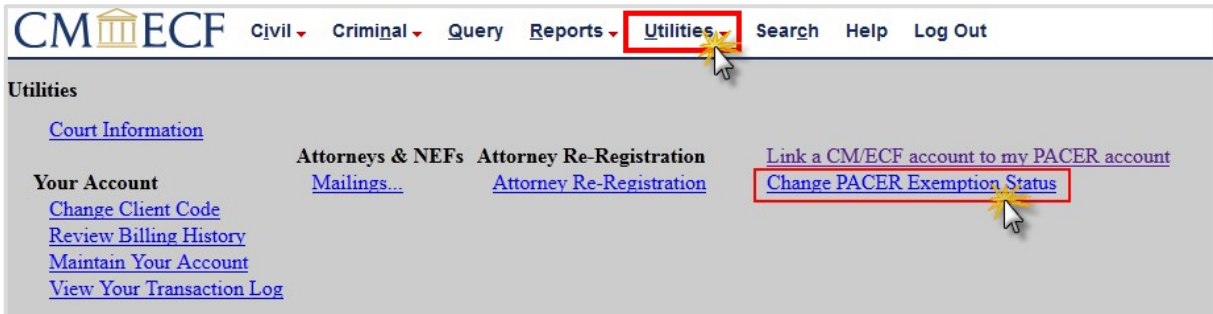 CM ECF Civil Criminal Query Reports Utilities Search Help Log Out
Utilities
Court Information
Attorneys & NEFs Attorney Re-Registration Link a CM/ECF account to my PACER account
Your Account Mailings... Attorney Re-Registration Change PACER Exemption Status
Change Client Code
Review Billing History
Maintain Your Account
View Your Transaction Log